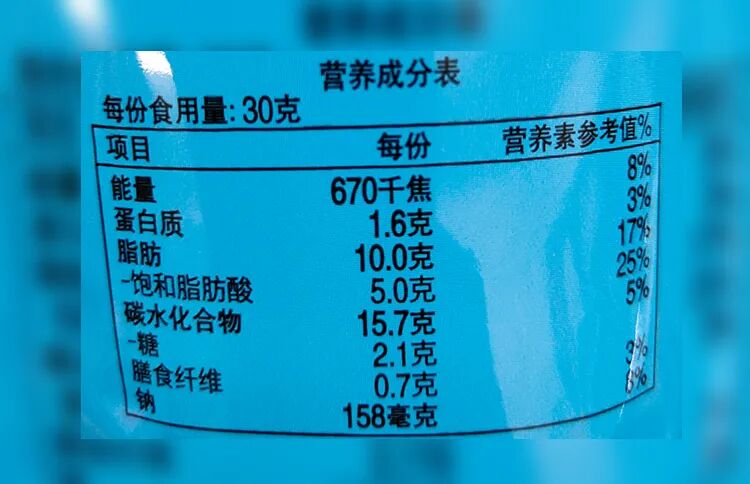 营养成分表
每份食用量: 30克
项目 每份 营养素参考值%
能量 670千焦 8%
蛋白质 1.6克 3%
脂肪 10.0克 17%
-饱和脂肪酸 5.0克 25%
碳水化合物 15.7克 5%
-糖 2.1克
膳食纤维 0.7克 3%
钠 158毫克 8%